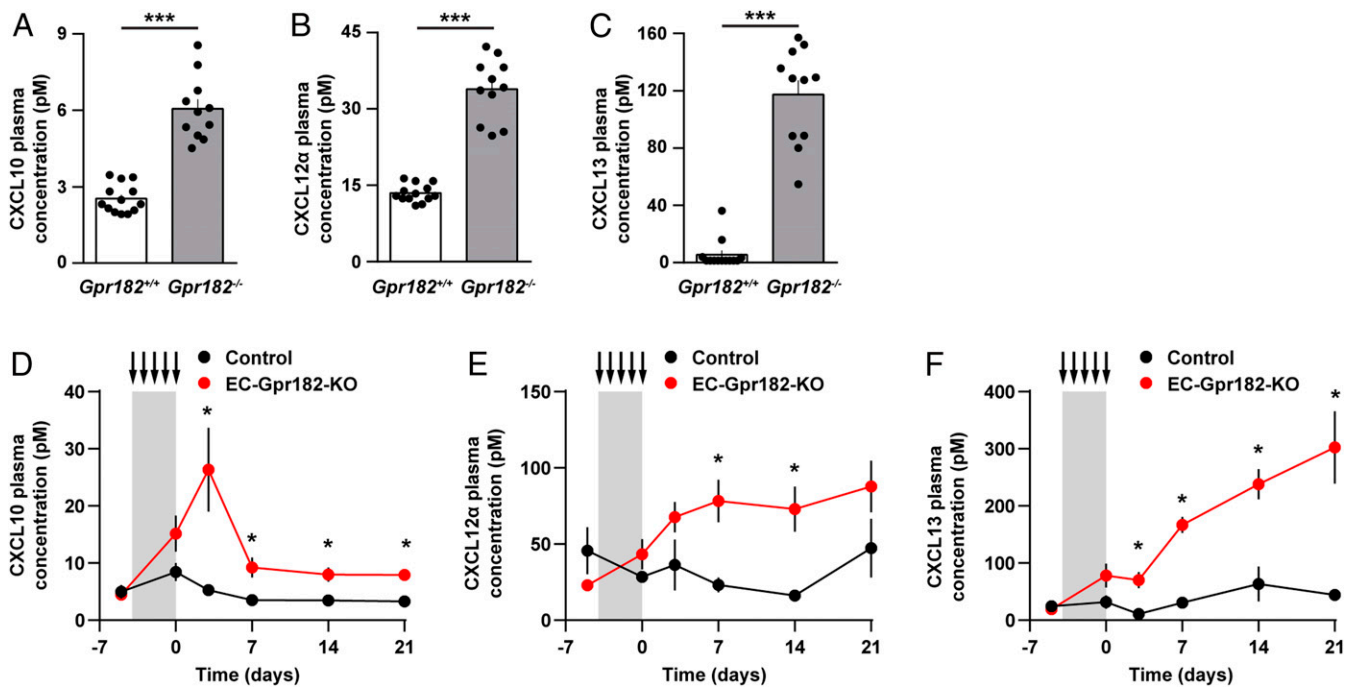 A
***
CXCL10 plasma
concentration (pM)
9
6
3
0
Gpr182+/+ Gpr182-/-
B
***
CXCL12α plasma
concentration (pM)
45
30
15
0
Gpr182+/+ Gpr182-/-
C
***
CXCL13 plasma
concentration (pM)
160
120
80
40
0
Gpr182+/+ Gpr182-/-
D
Control
EC-Gpr182-KO
CXCL10 plasma
concentration (pM)
40
30
20
10
0
* * * *
-7 0 7 14 21
Time (days)
E
Control
EC-Gpr182-KO
CXCL12α plasma
concentration (pM)
150
100
50
0
* *
-7 0 7 14 21
Time (days)
F
Control
EC-Gpr182-KO
CXCL13 plasma
concentration (pM)
400
300
200
100
0
* * * *
-7 0 7 14 21
Time (days)